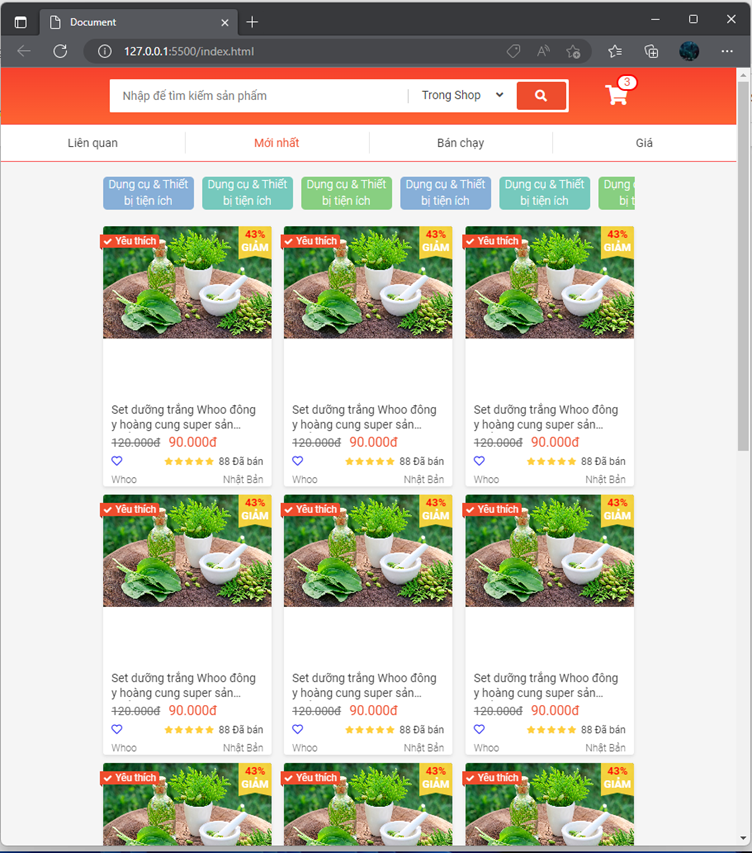 Document
127.0.0.1:5500/index.html
Nhập để tìm kiếm sản phẩm
Trong Shop
3
Liên quan
Mới nhất
Bán chạy
Giá
Dụng cụ & Thiết
bị tiện ích
Dụng cụ & Thiết
bị tiện ích
Dụng cụ & Thiết
bị tiện ích
Dụng cụ & Thiết
bị tiện ích
Dụng cụ & Thiết
bị tiện ích
Dụng c
bị t
Yêu thích
43%
GIẢM
Yêu thích
43%
GIẢM
Yêu thích
43%
GIẢM
Set dưỡng trắng Whoo đông
y hoàng cung super sản...
120.000đ 90.000đ
88 Đã bán
Whoo Nhật Bản
Set dưỡng trắng Whoo đông
y hoàng cung super sản...
120.000đ 90.000đ
88 Đã bán
Whoo Nhật Bản
Set dưỡng trắng Whoo đông
y hoàng cung super sản...
120.000đ 90.000đ
88 Đã bán
Whoo Nhật Bản
Yêu thích
43%
GIẢM
Yêu thích
43%
GIẢM
Yêu thích
43%
GIẢM
Set dưỡng trắng Whoo đông
y hoàng cung super sản...
120.000đ 90.000đ
88 Đã bán
Whoo Nhật Bản
Set dưỡng trắng Whoo đông
y hoàng cung super sản...
120.000đ 90.000đ
88 Đã bán
Whoo Nhật Bản
Set dưỡng trắng Whoo đông
y hoàng cung super sản...
120.000đ 90.000đ
88 Đã bán
Whoo Nhật Bản
Yêu thích
43%
GIẢM
Yêu thích
43%
GIẢM
Yêu thích
43%
GIẢM